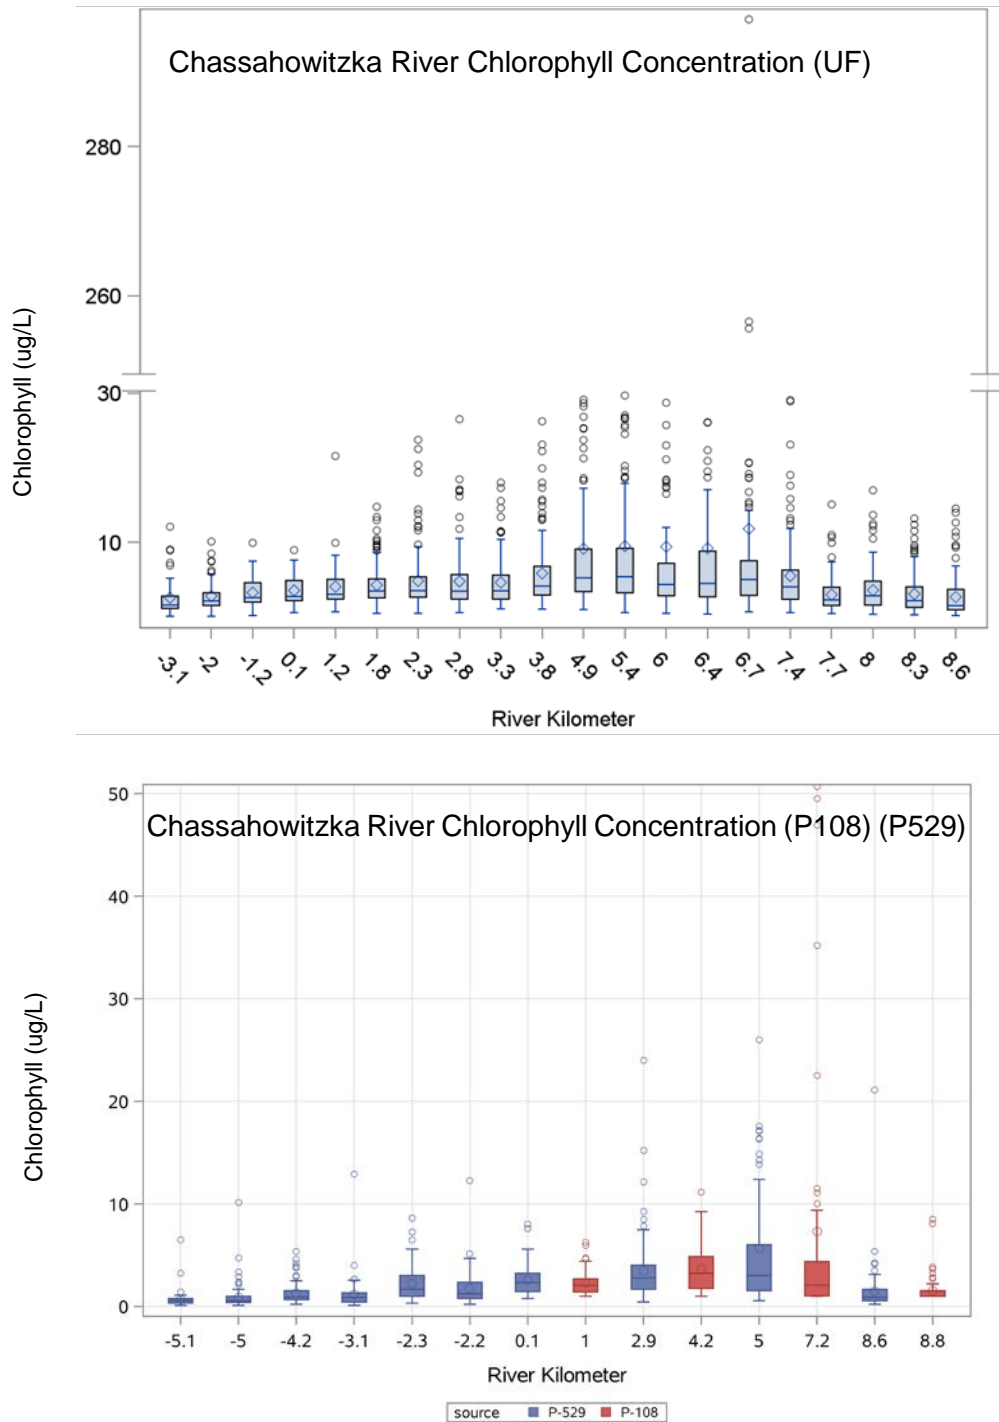 Chassahowitzka River Chlorophyll Concentration (UF)
280
260
30
10
Chlorophyll (ug/L)
-3.1 -2 -1.2 0.1 1.2 1.8 2.3 2.8 3.3 3.8 4.9 5.4 6 6.4 6.7 7.4 7.7 8 8.3 8.6
River Kilometer
Chassahowitzka River Chlorophyll Concentration (P108) (P529)
50
40
30
20
10
0
Chlorophyll (ug/L)
-5.1 -5 -4.2 -3.1 -2.3 -2.2 0.1 1 2.9 4.2 5 7.2 8.6 8.8
River Kilometer
source P-529 P-108